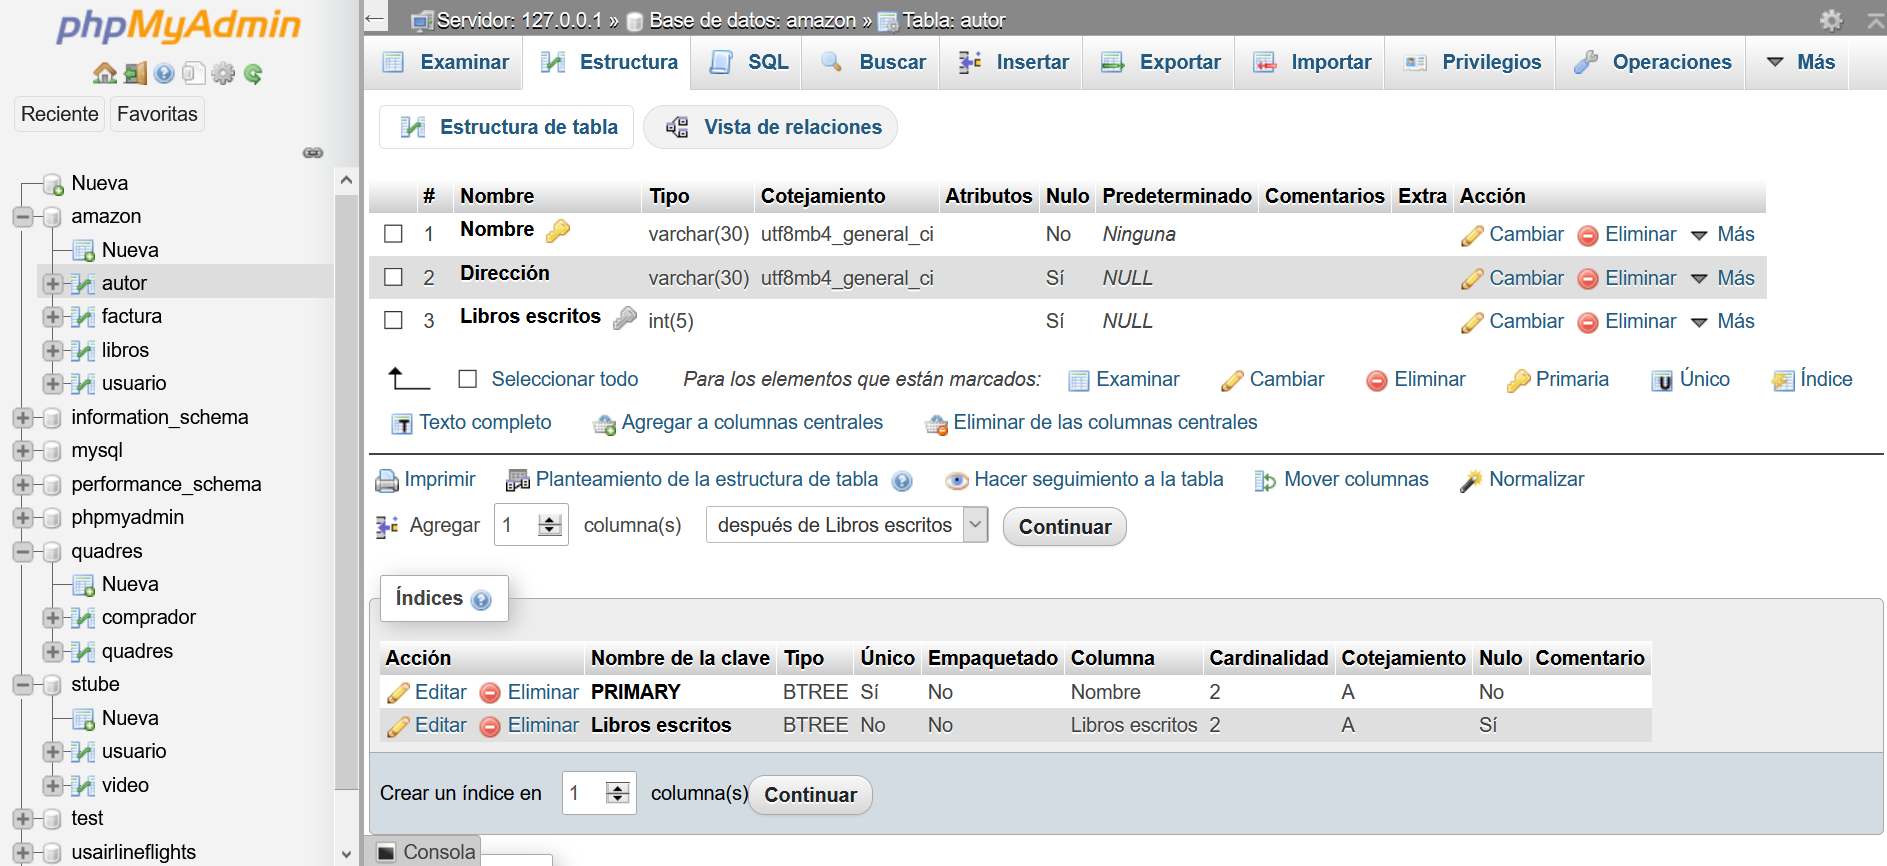 phpMyAdmin
Reciente Favoritas
Nueva
amazon
Nueva
autor
factura
libros
usuario
information_schema
mysql
performance_schema
phpmyadmin
quadres
Nueva
comprador
quadres
stube
Nueva
usuario
video
test
usairlineflights
Servidor: 127.0.0.1 » Base de datos: amazon » Tabla: autor
Examinar Estructura SQL Buscar Insertar Exportar Importar Privilegios Operaciones Más
Estructura de tabla Vista de relaciones
# Nombre Tipo Cotejamiento Atributos Nulo Predeterminado Comentarios Extra Acción
1 Nombre varchar(30) utf8mb4_general_ci No Ninguna Cambiar Eliminar Más
2 Dirección varchar(30) utf8mb4_general_ci Sí NULL Cambiar Eliminar Más
3 Libros escritos int(5) Sí NULL Cambiar Eliminar Más
Seleccionar todo Para los elementos que están marcados: Examinar Cambiar Eliminar Primaria Único Índice
Texto completo Agregar a columnas centrales Eliminar de las columnas centrales
Imprimir Planteamiento de la estructura de tabla Hacer seguimiento a la tabla Mover columnas Normalizar
Agregar 1 columna(s) después de Libros escritos Continuar
Índices
Acción Nombre de la clave Tipo Único Empaquetado Columna Cardinalidad Cotejamiento Nulo Comentario
Editar Eliminar PRIMARY BTREE Sí No Nombre 2 A No
Editar Eliminar Libros escritos BTREE No No Libros escritos 2 A Sí
Crear un índice en 1 columna(s) Continuar
Consola